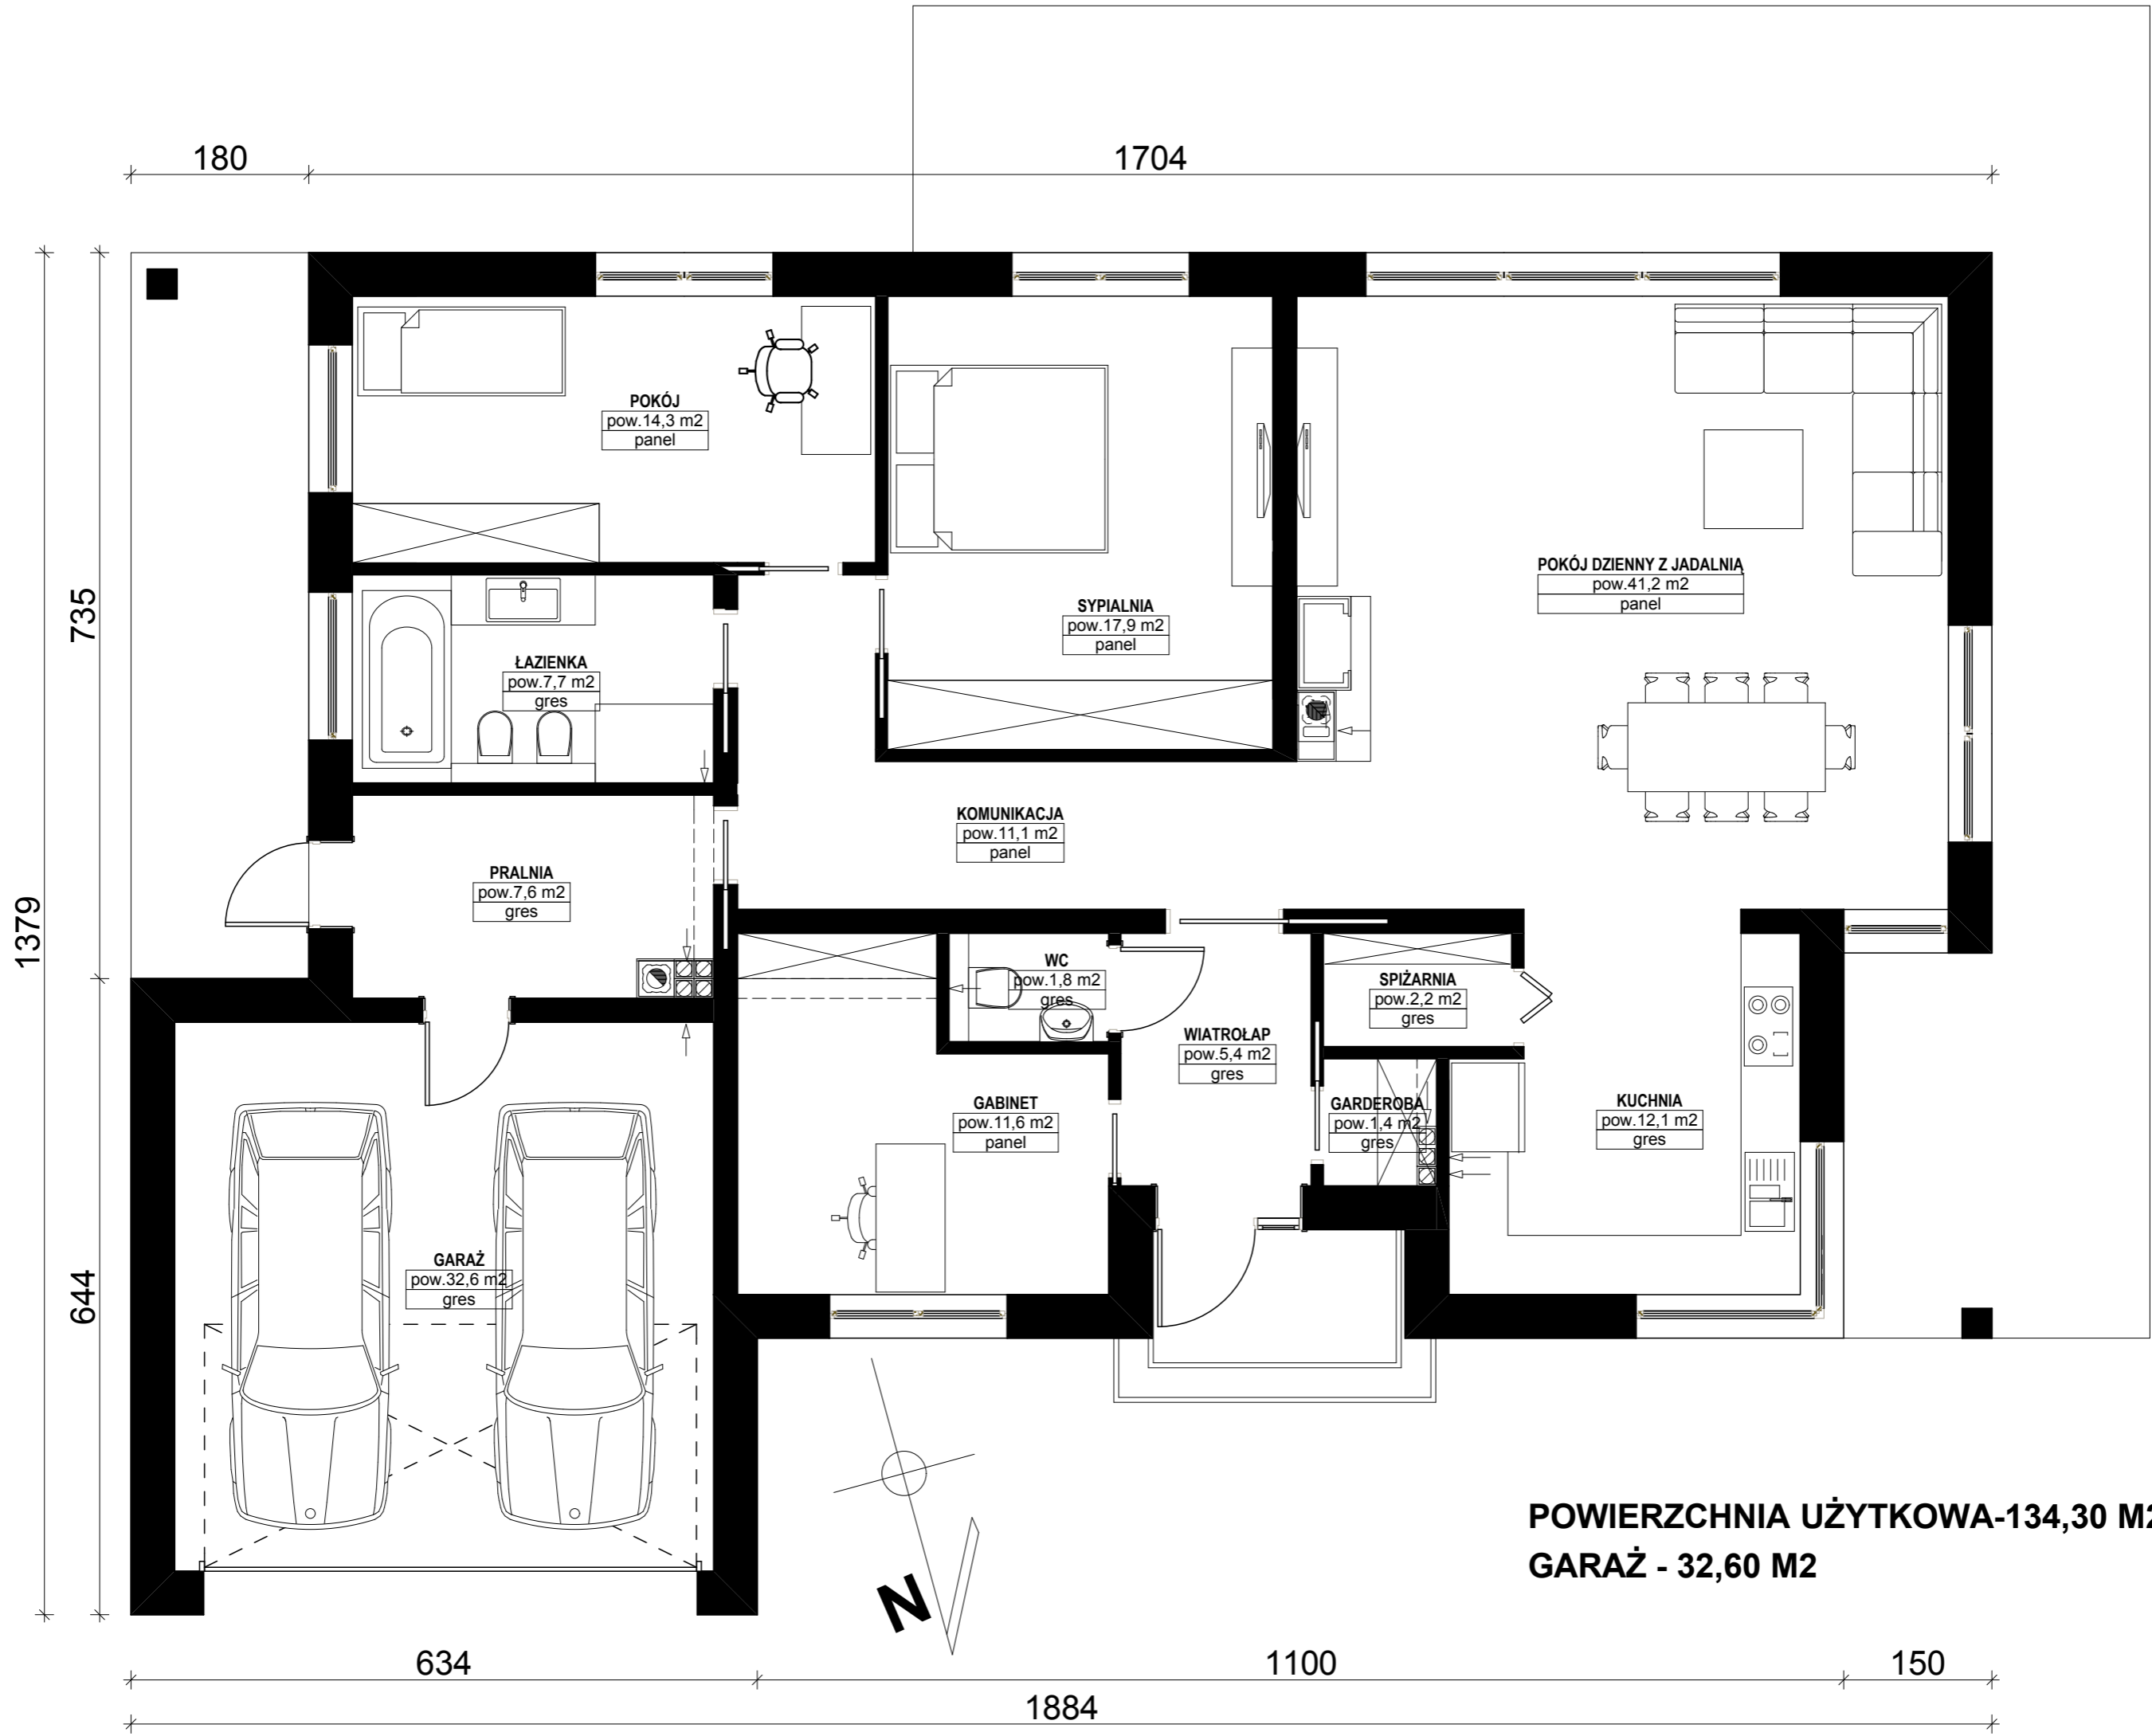 180
1704
POKÓJ
pow.14,3 m2
panel
POKÓJ DZIENNY Z JADALNIĄ
pow.41,2 m2
panel
735
SYPIALNIA
pow.17,9 m2
panel
ŁAZIENKA
pow.7,7 m2
gres
KOMUNIKACJA
pow.11,1 m2
panel
PRALNIA
pow.7,6 m2
gres
1379
WC
pow.1,8 m2
gres
SPIŻARNIA
pow.2,2 m2
gres
WIATROŁAP
pow.5,4 m2
gres
GABINET
pow.11,6 m2
panel
GARDEROBA
pow.1,4 m2
gres
KUCHNIA
pow.12,1 m2
gres
644
GARAŻ
pow.32,6 m2
gres
N
POWIERZCHNIA UŻYTKOWA-134,30 M2
GARAŻ - 32,60 M2
634
1100
150
1884